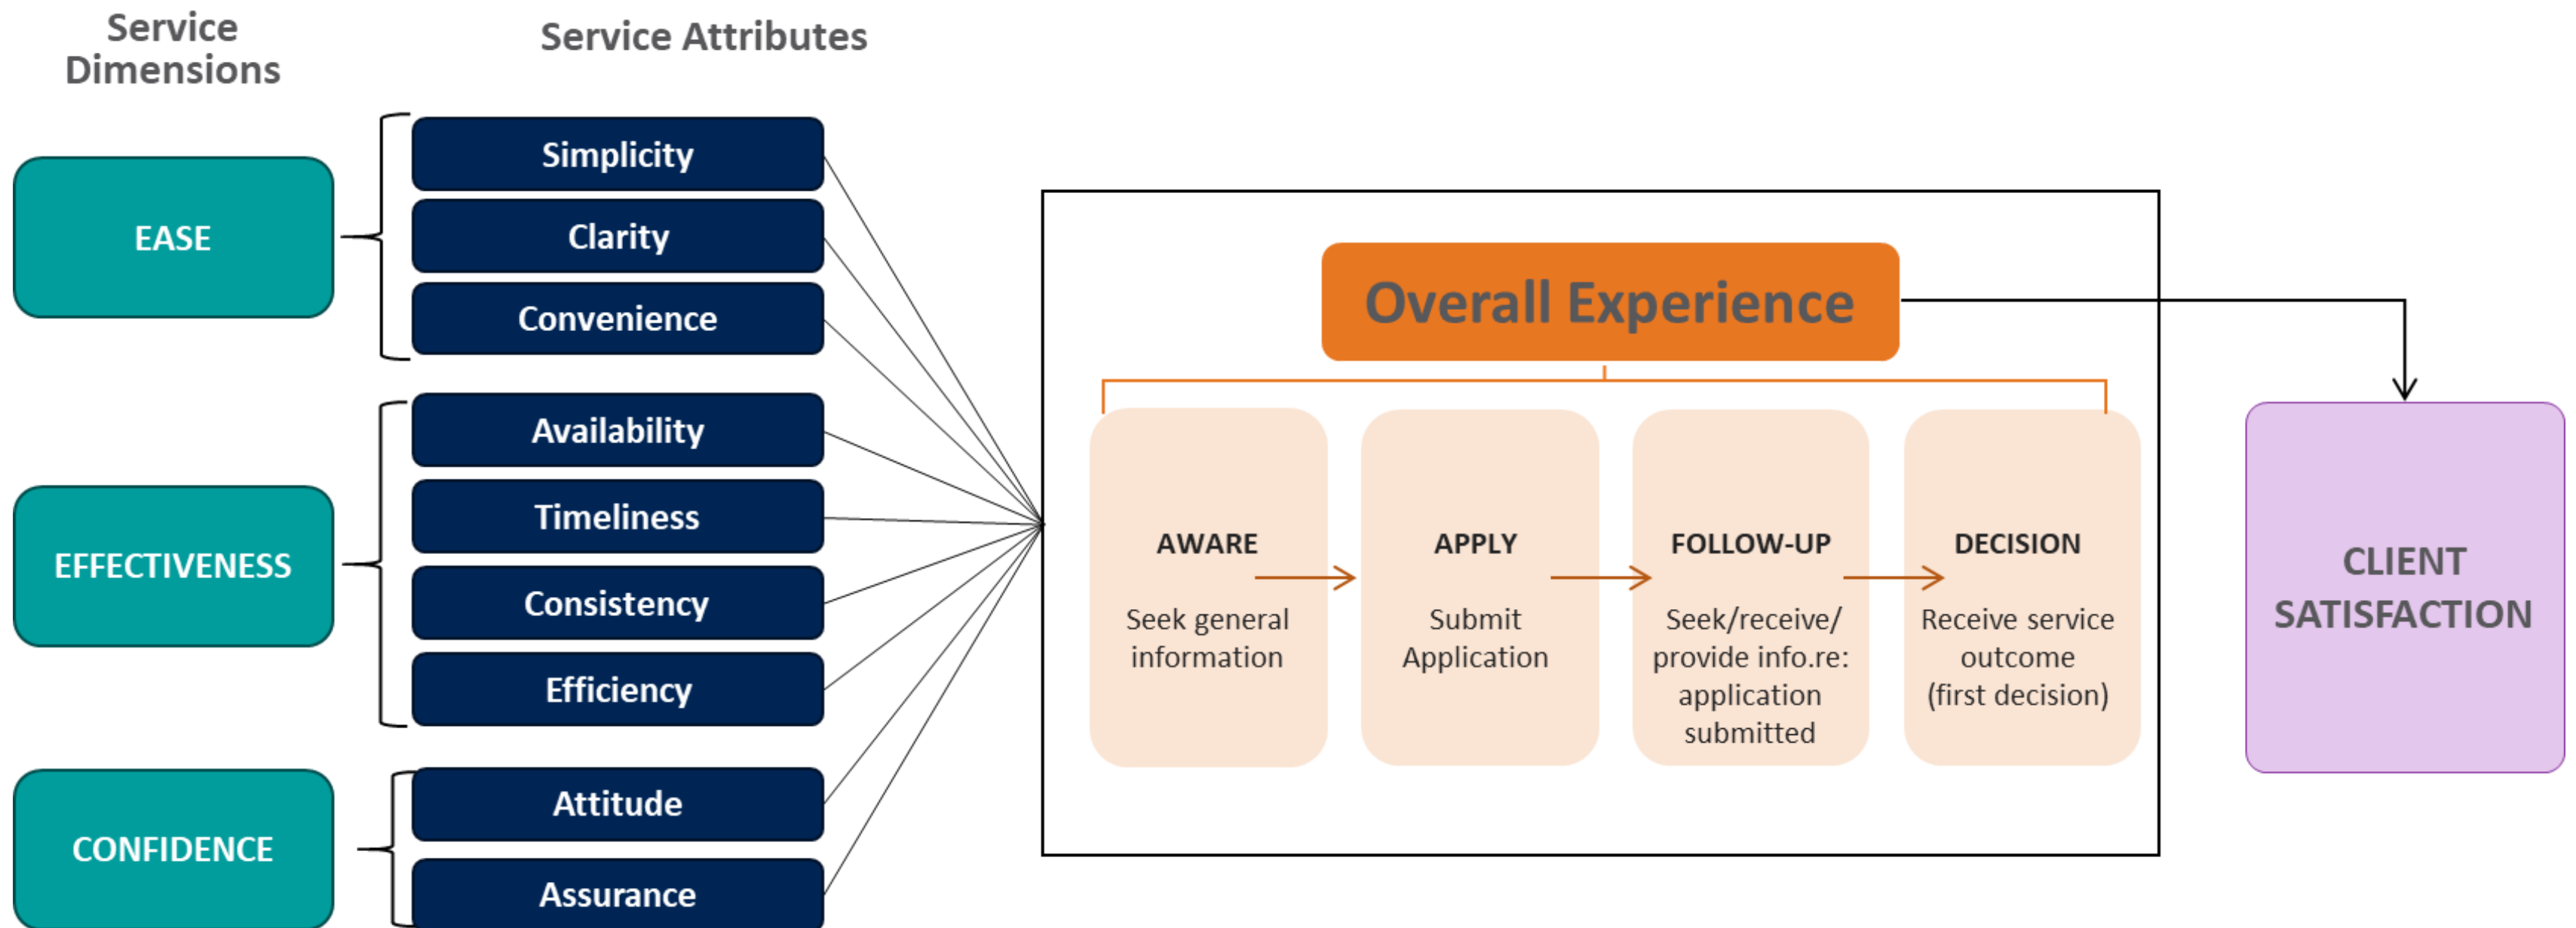 Service
Dimensions
Service Attributes
EASE
Simplicity
Clarity
Convenience
EFFECTIVENESS
Availability
Timeliness
Consistency
Efficiency
CONFIDENCE
Attitude
Assurance
Overall Experience
AWARE
Seek general
information
APPLY
Submit
Application
FOLLOW-UP
Seek/receive/
provide info.re:
application
submitted
DECISION
Receive service
outcome
(first decision)
CLIENT
SATISFACTION